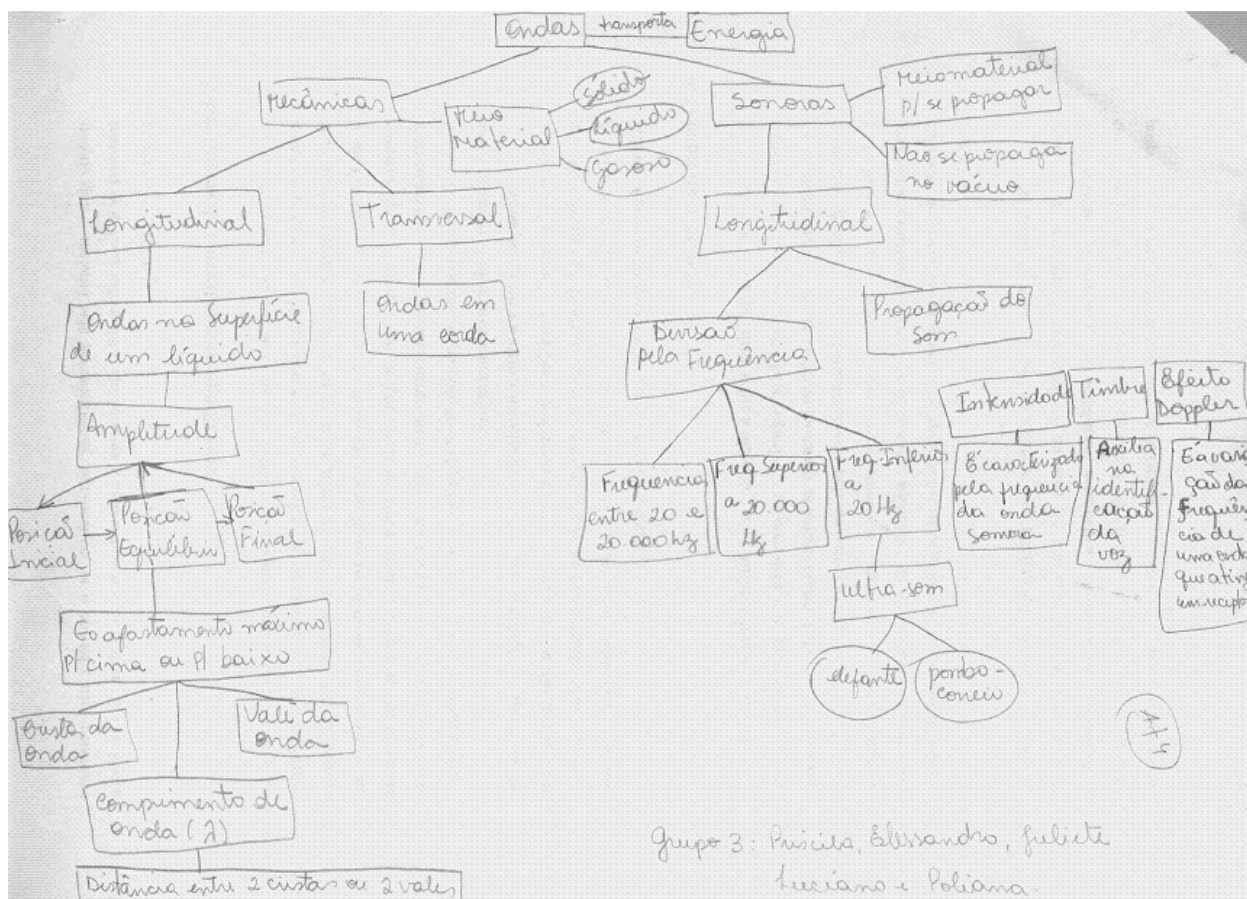 Ondas
transporta
Energia
Mecânicas
Meio
Material
Sólido
Líquido
Gasoso
Sonoras
Meio material
p/ se propagar
Não se propaga
no vácuo
Longitudinal
Transversal
Longitudinal
Ondas na Superfície
de um líquido
Ondas em
uma corda
Divisão
pela Frequência
Propagação do
Som
Amplitude
Posição
Inicial
Posição
Equilíbrio
Posição
Final
Frequencia
entre 20 e
20.000 hz
Freq. Superior
a 20.000
Hz
Freq. Inferior
a
20 Hz
Intensidade
Timbre
Efeito
Doppler
É caracterizado
pela frequencia
da onda
sonora
Auxilia
na
identifi-
cação
da
voz
É a vari
ção da
Frequên-
cia de
uma onda
que ating
um recept
ultra-som
elefante
pombo-
correio
É o afastamento máximo
p/ cima ou p/ baixo
Crista da
onda
Vale da
onda
Comprimento de
onda (λ)
Distância entre 2 cristas ou 2 vales
Grupo 3: Priscila, Elessandro, Juliete
Luciano e Poliana.